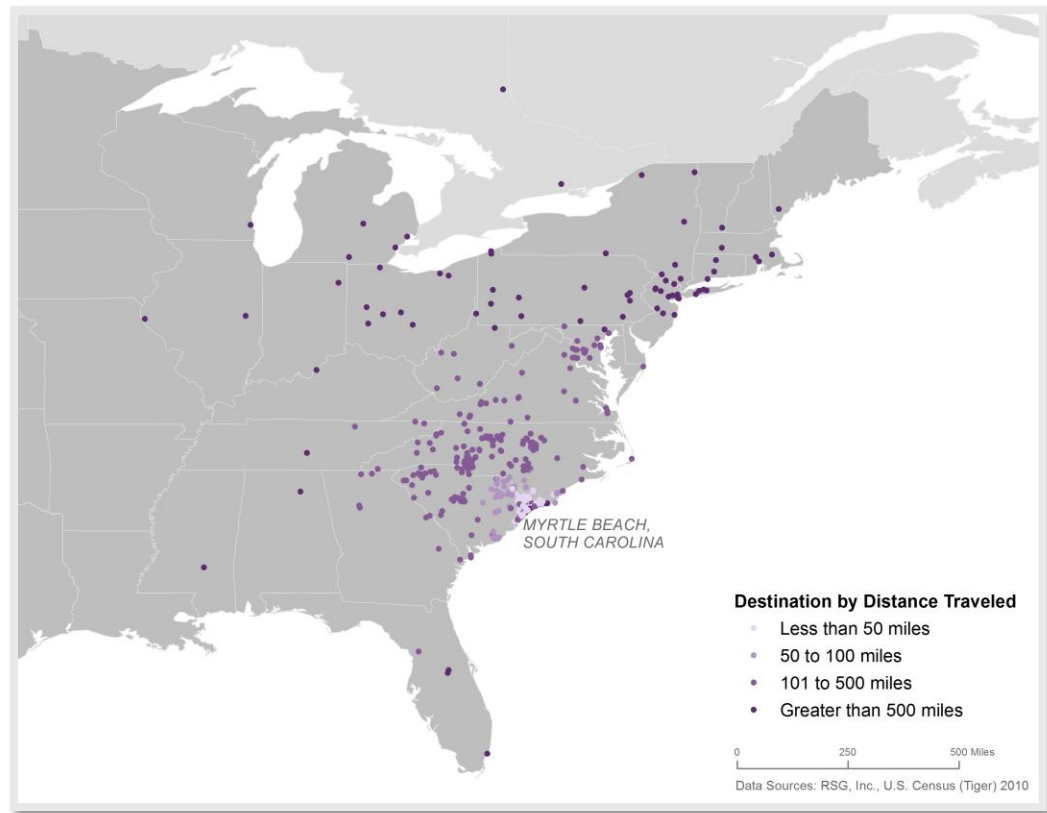 MYRTLE BEACH,
SOUTH CAROLINA
Destination by Distance Traveled
Less than 50 miles
50 to 100 miles
101 to 500 miles
Greater than 500 miles
0 250 500 Miles
Data Sources: RSG, Inc., U.S. Census (Tiger) 2010